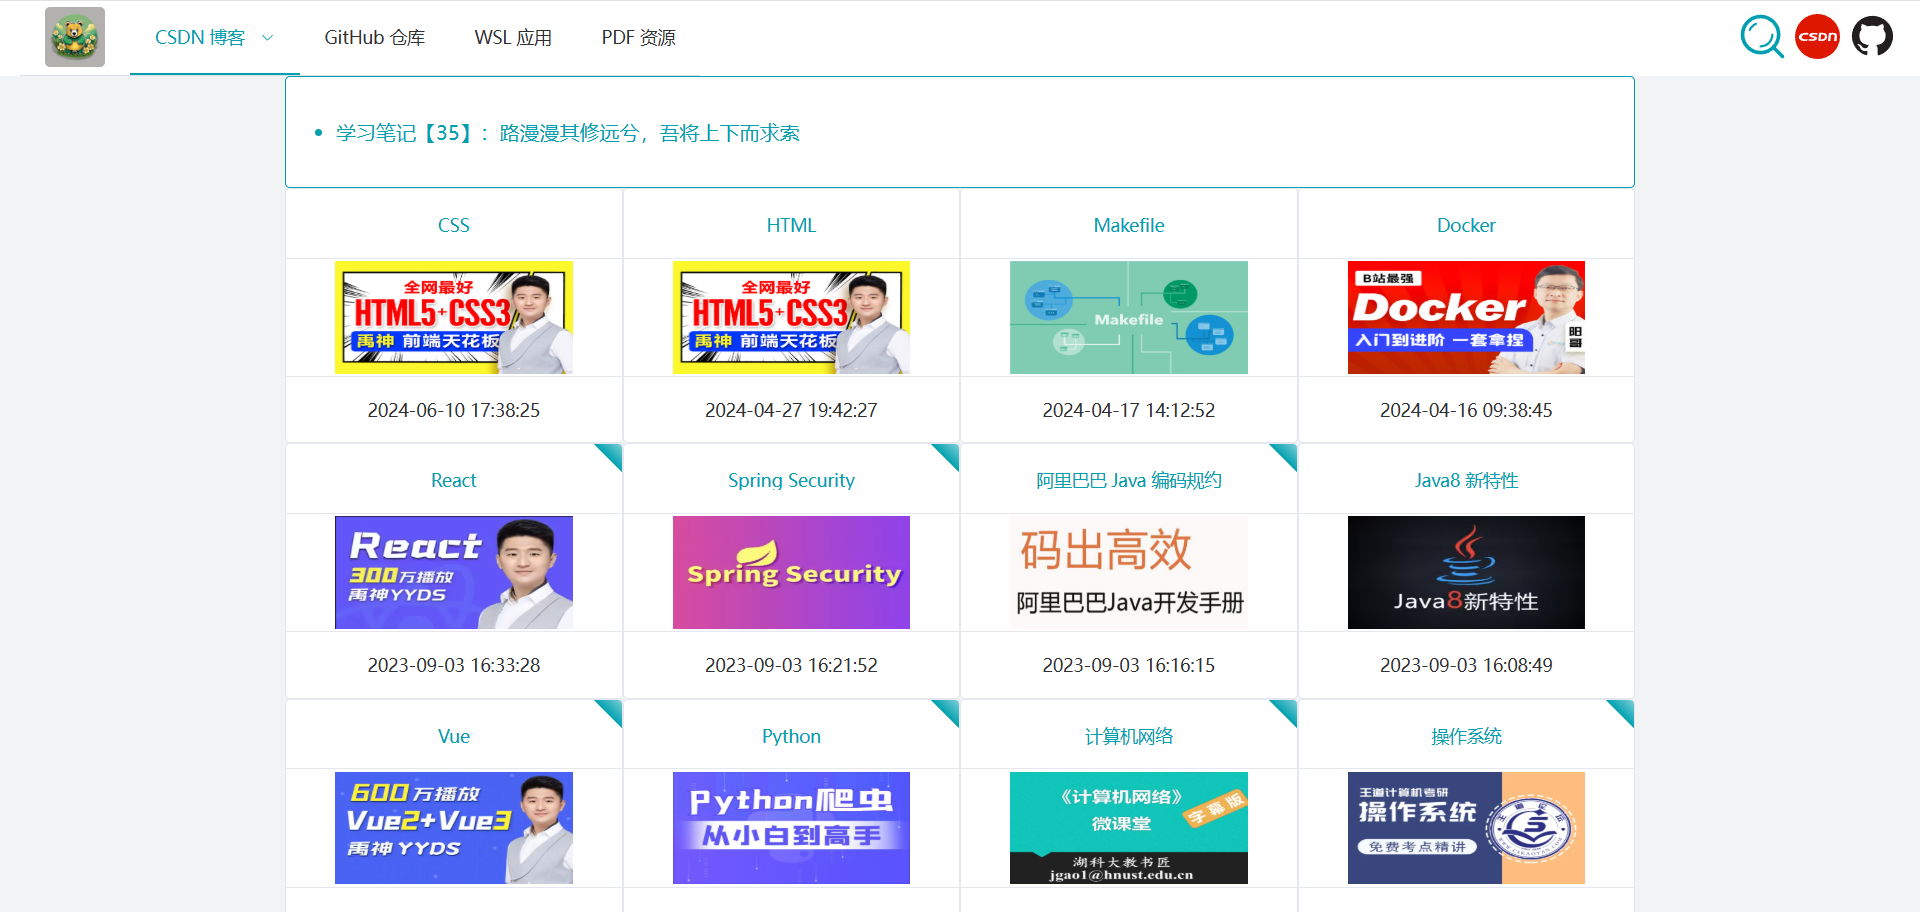 CSDN 博客
GitHub 仓库
WSL 应用
PDF 资源
CSDN
学习笔记【35】：路漫漫其修远兮，吾将上下而求索
CSS
HTML
Makefile
Docker
全网最好
HTML5+CSS3
禹神 前端天花板
全网最好
HTML5+CSS3
禹神 前端天花板
Makefile
B站最强
Docker
入门到进阶 一套拿捏
阳哥
2024-06-10 17:38:25
2024-04-27 19:42:27
2024-04-17 14:12:52
2024-04-16 09:38:45
React
Spring Security
阿里巴巴 Java 编码规约
Java8 新特性
React
300万播放
禹神YYDS
Spring Security
码出高效
阿里巴巴Java开发手册
Java8新特性
2023-09-03 16:33:28
2023-09-03 16:21:52
2023-09-03 16:16:15
2023-09-03 16:08:49
Vue
Python
计算机网络
操作系统
600万播放
Vue2+Vue3
禹神 YYDS
Python爬虫
从小白到高手
《计算机网络》
微课堂
字幕版
湖科大教书匠
jgao1@hnust.edu.cn
王道计算机考研
操作系统
免费考点精讲